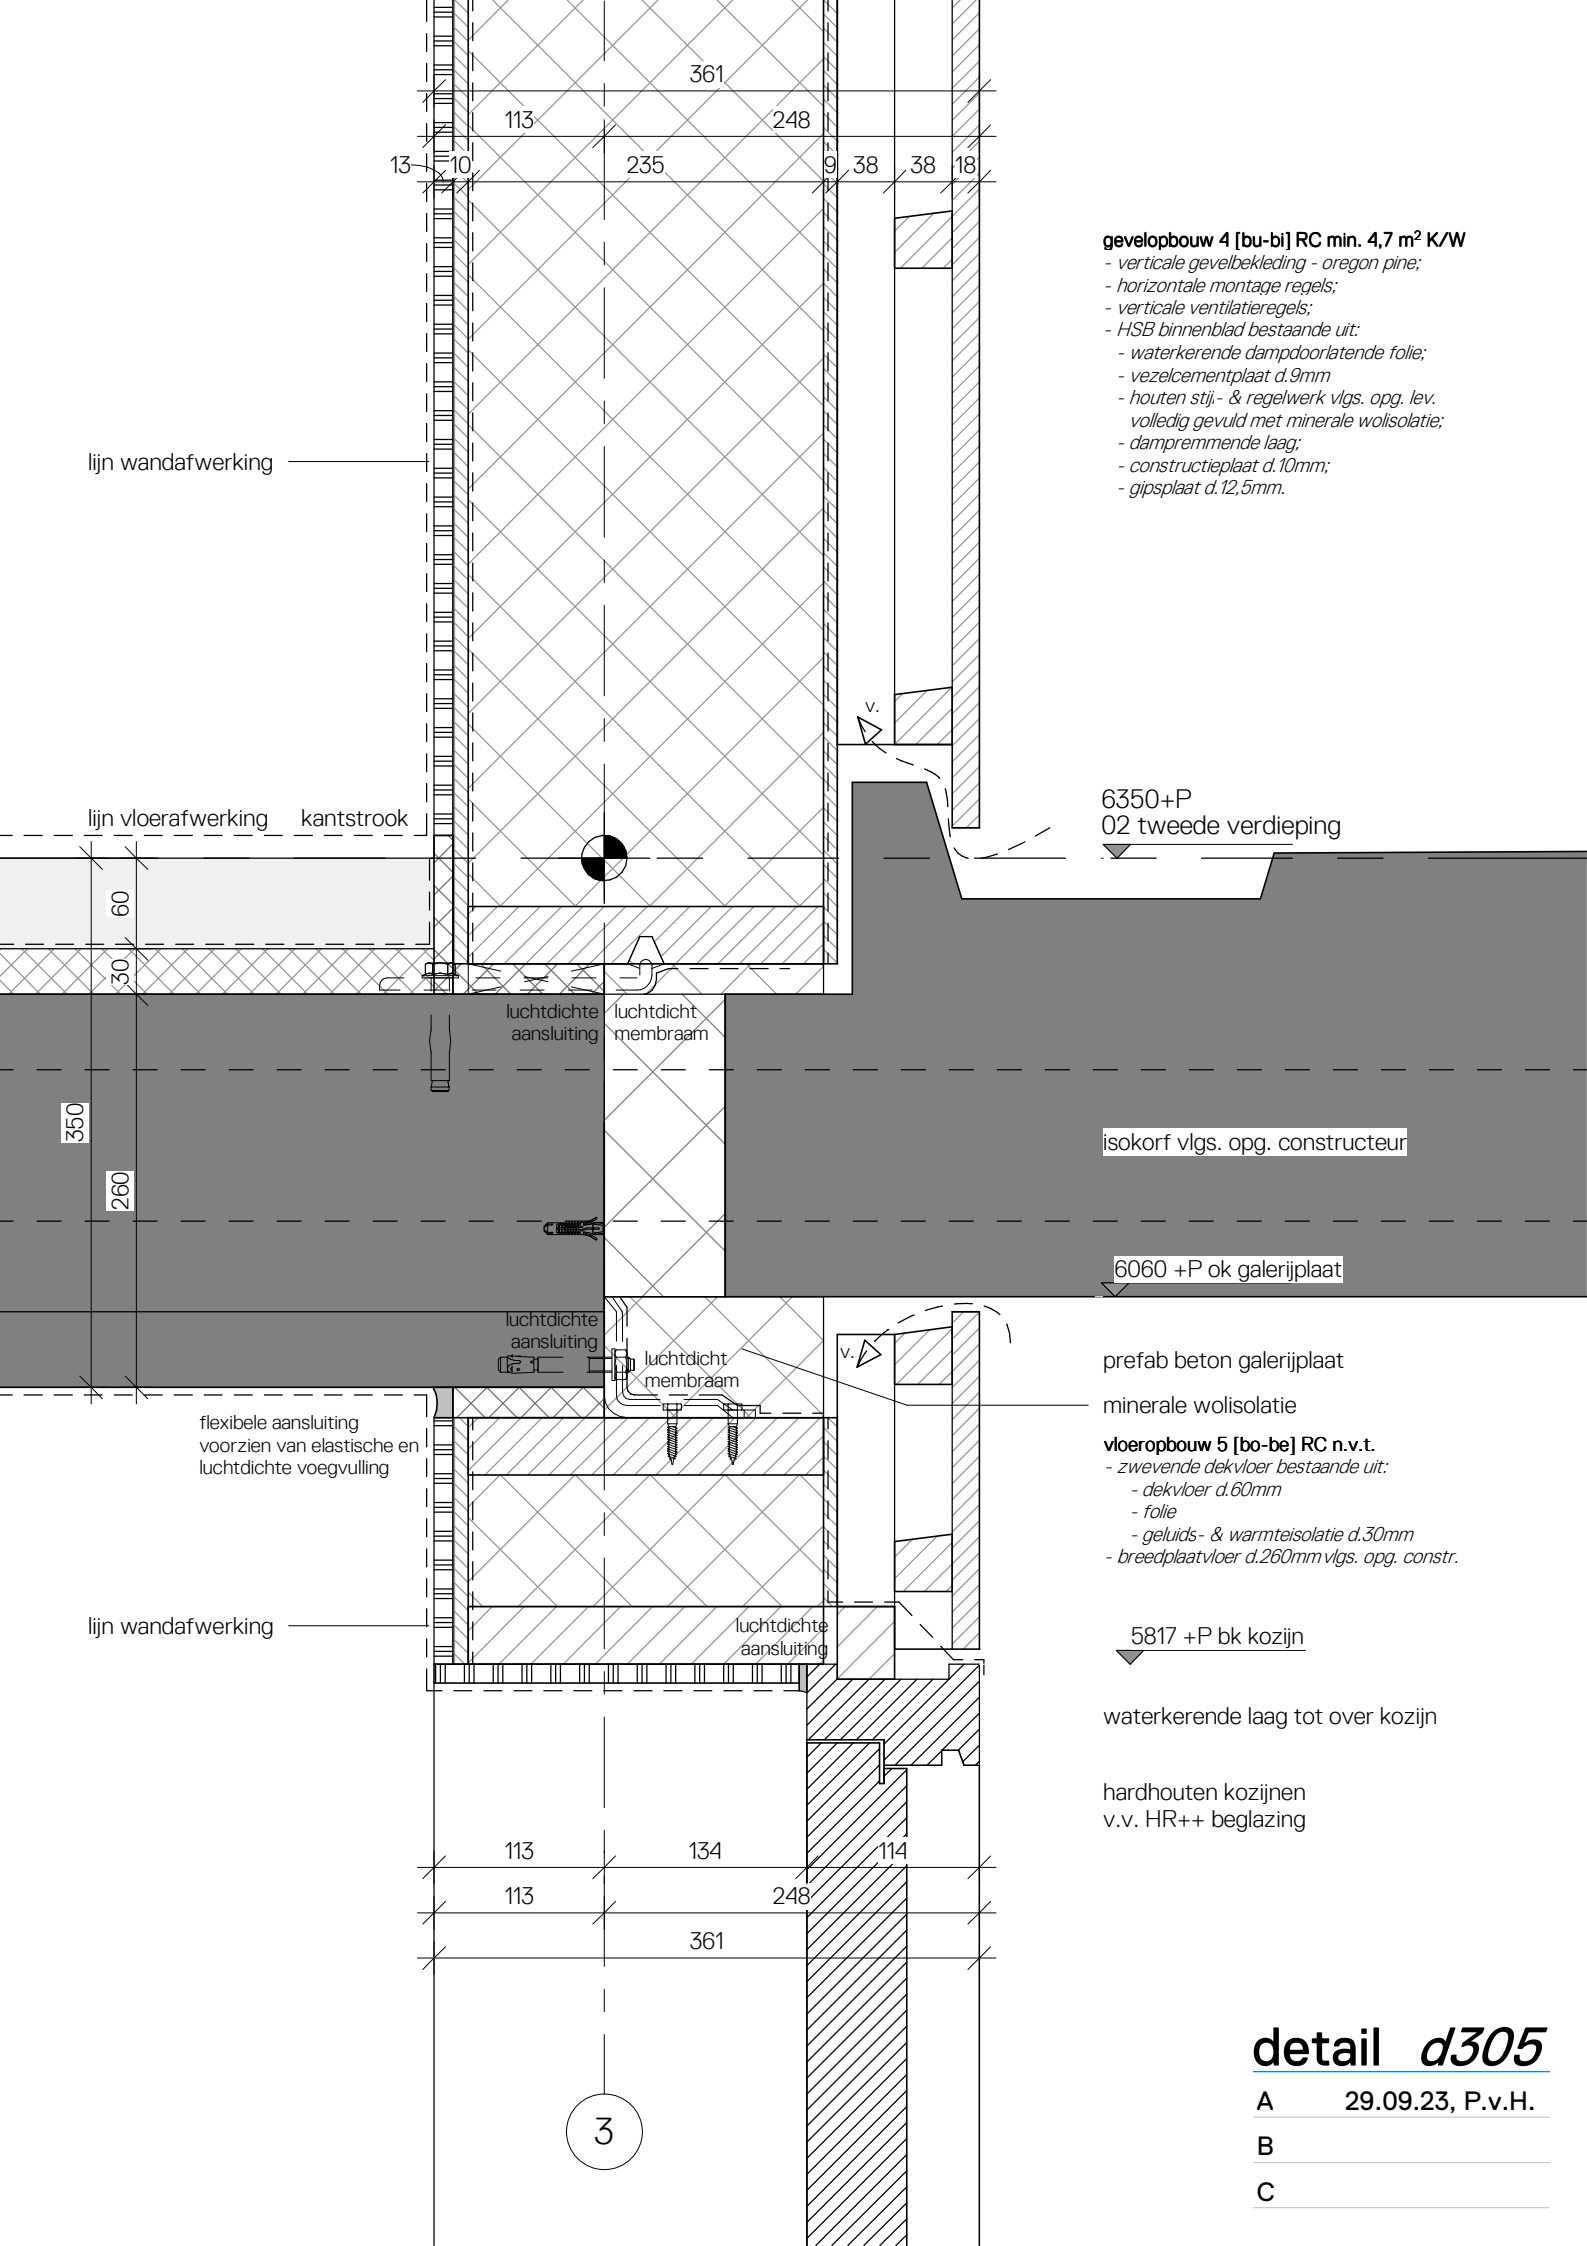 361
113 248
13 10 235 9 38 38 18
gevelopbouw 4 [bu-bi] RC min. 4,7 m² K/W
- verticale gevelbekleding - oregon pine;
- horizontale montage regels;
- verticale ventilatieregels;
- HSB binnenblad bestaande uit:
- waterkerende dampdoorlatende folie;
- vezelcementplaat d.9mm
- houten stijl- & regelwerk vlgs. opg. lev.
volledig gevuld met minerale wolisolatie;
- dampremmende laag;
- constructieplaat d.10mm;
- gipsplaat d.12,5mm.
lijn wandafwerking
v.
6350+P
02 tweede verdieping
lijn vloerafwerking kantstrook
60
30
350
260
luchtdichte
aansluiting
luchtdicht
membraam
isokorf vlgs. opg. constructeur
6060 +P ok galerijplaat
luchtdichte
aansluiting
luchtdicht
membraam
v.
prefab beton galerijplaat
minerale wolisolatie
flexibele aansluiting
voorzien van elastische en
luchtdichte voegvulling
vloeropbouw 5 [bo-be] RC n.v.t.
- zwevende dekvloer bestaande uit:
- dekvloer d.60mm
- folie
- geluids- & warmteisolatie d.30mm
- breedplaatvloer d.260mm vlgs. opg. constr.
lijn wandafwerking
luchtdichte
aansluiting
5817 +P bk kozijn
waterkerende laag tot over kozijn
hardhouten kozijnen
v.v. HR++ beglazing
113 134 114
113 248
361
3
detail d305
A 29.09.23, P.v.H.
B
C